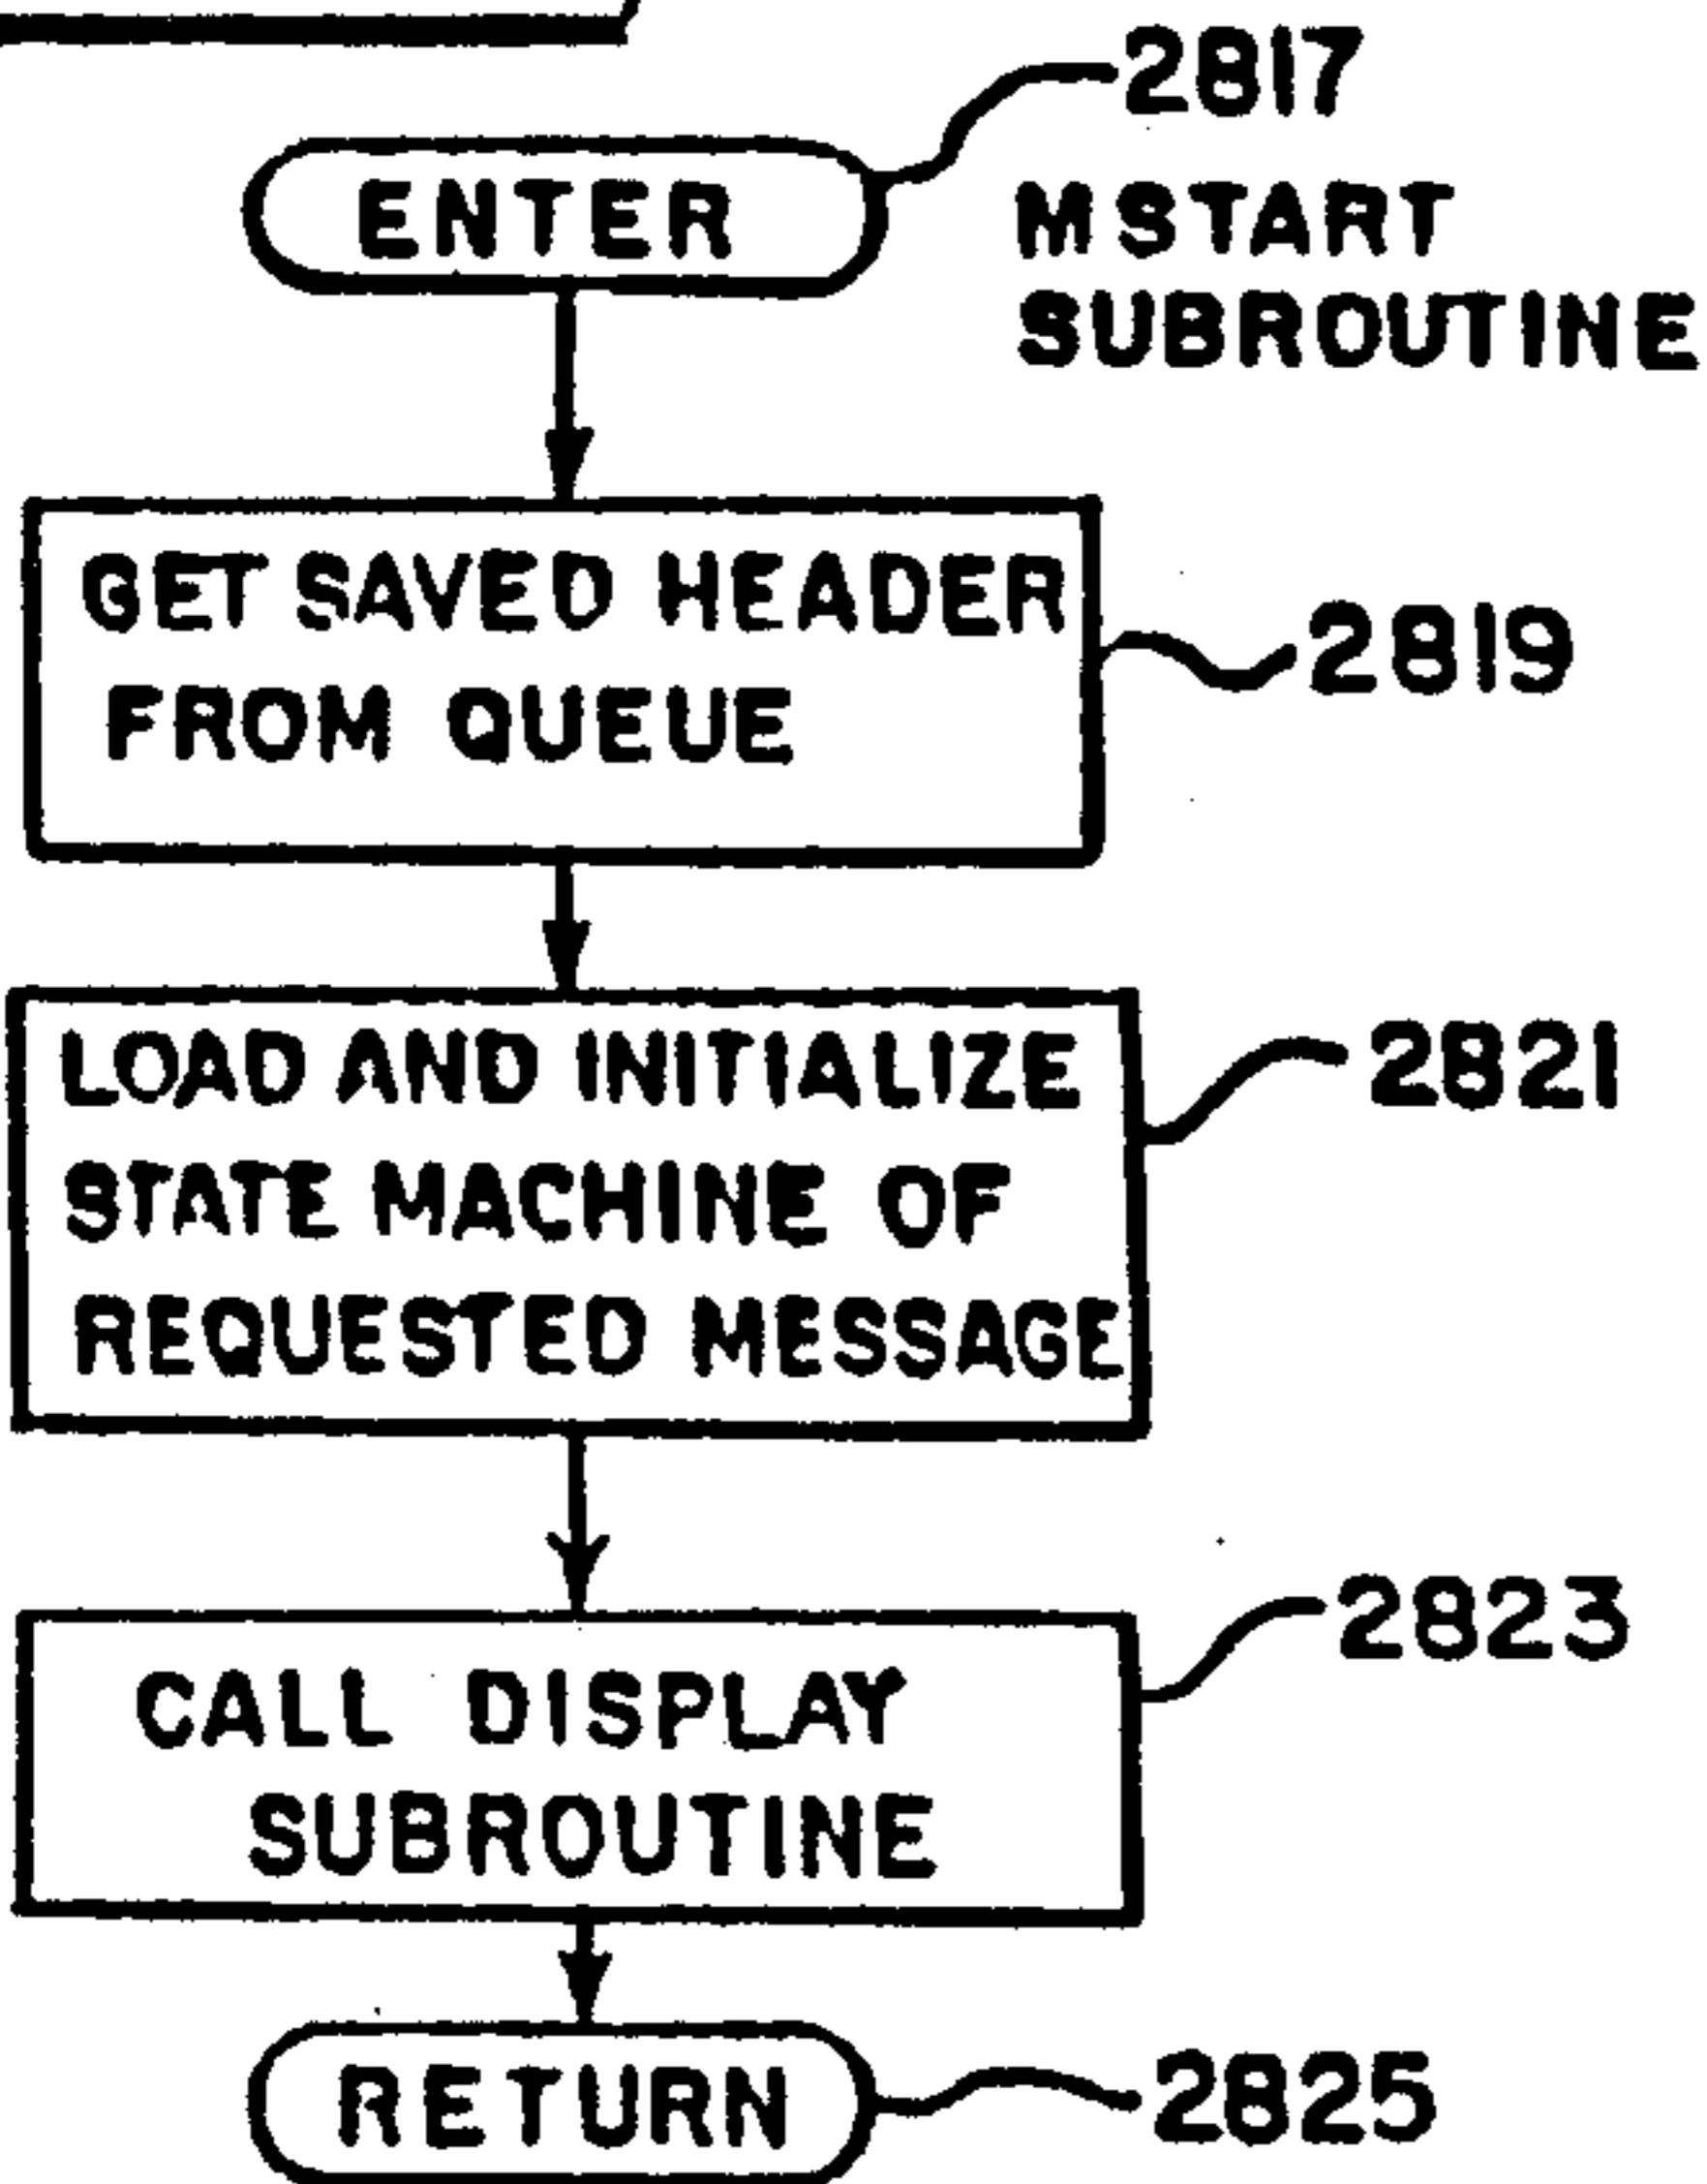 2817
ENTER
MSTART
SUBROUTINE
GET SAVED HEADER
FROM QUEUE
2819
LOAD AND INITIALIZE
STATE MACHINE OF
REQUESTED MESSAGE
2821
2823
CALL DISPLAY
SUBROUTINE
RETURN
2825